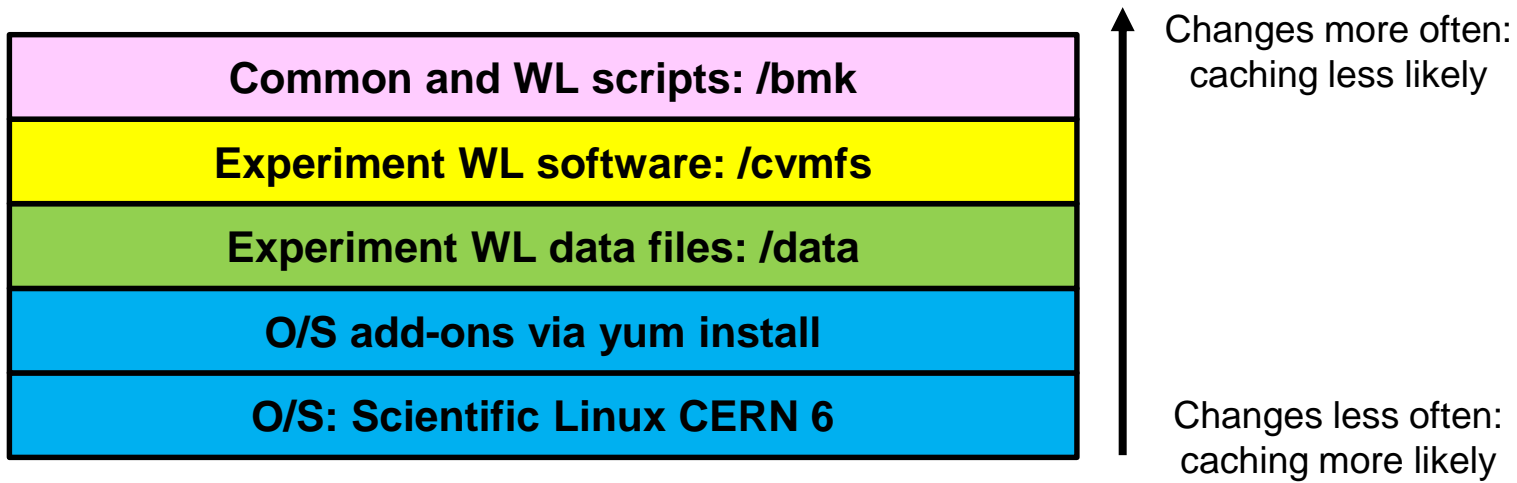 Changes more often:
caching less likely
Common and WL scripts: /bmk
Experiment WL software: /cvmfs
Experiment WL data files: /data
O/S add-ons via yum install
O/S: Scientific Linux CERN 6
Changes less often:
caching more likely